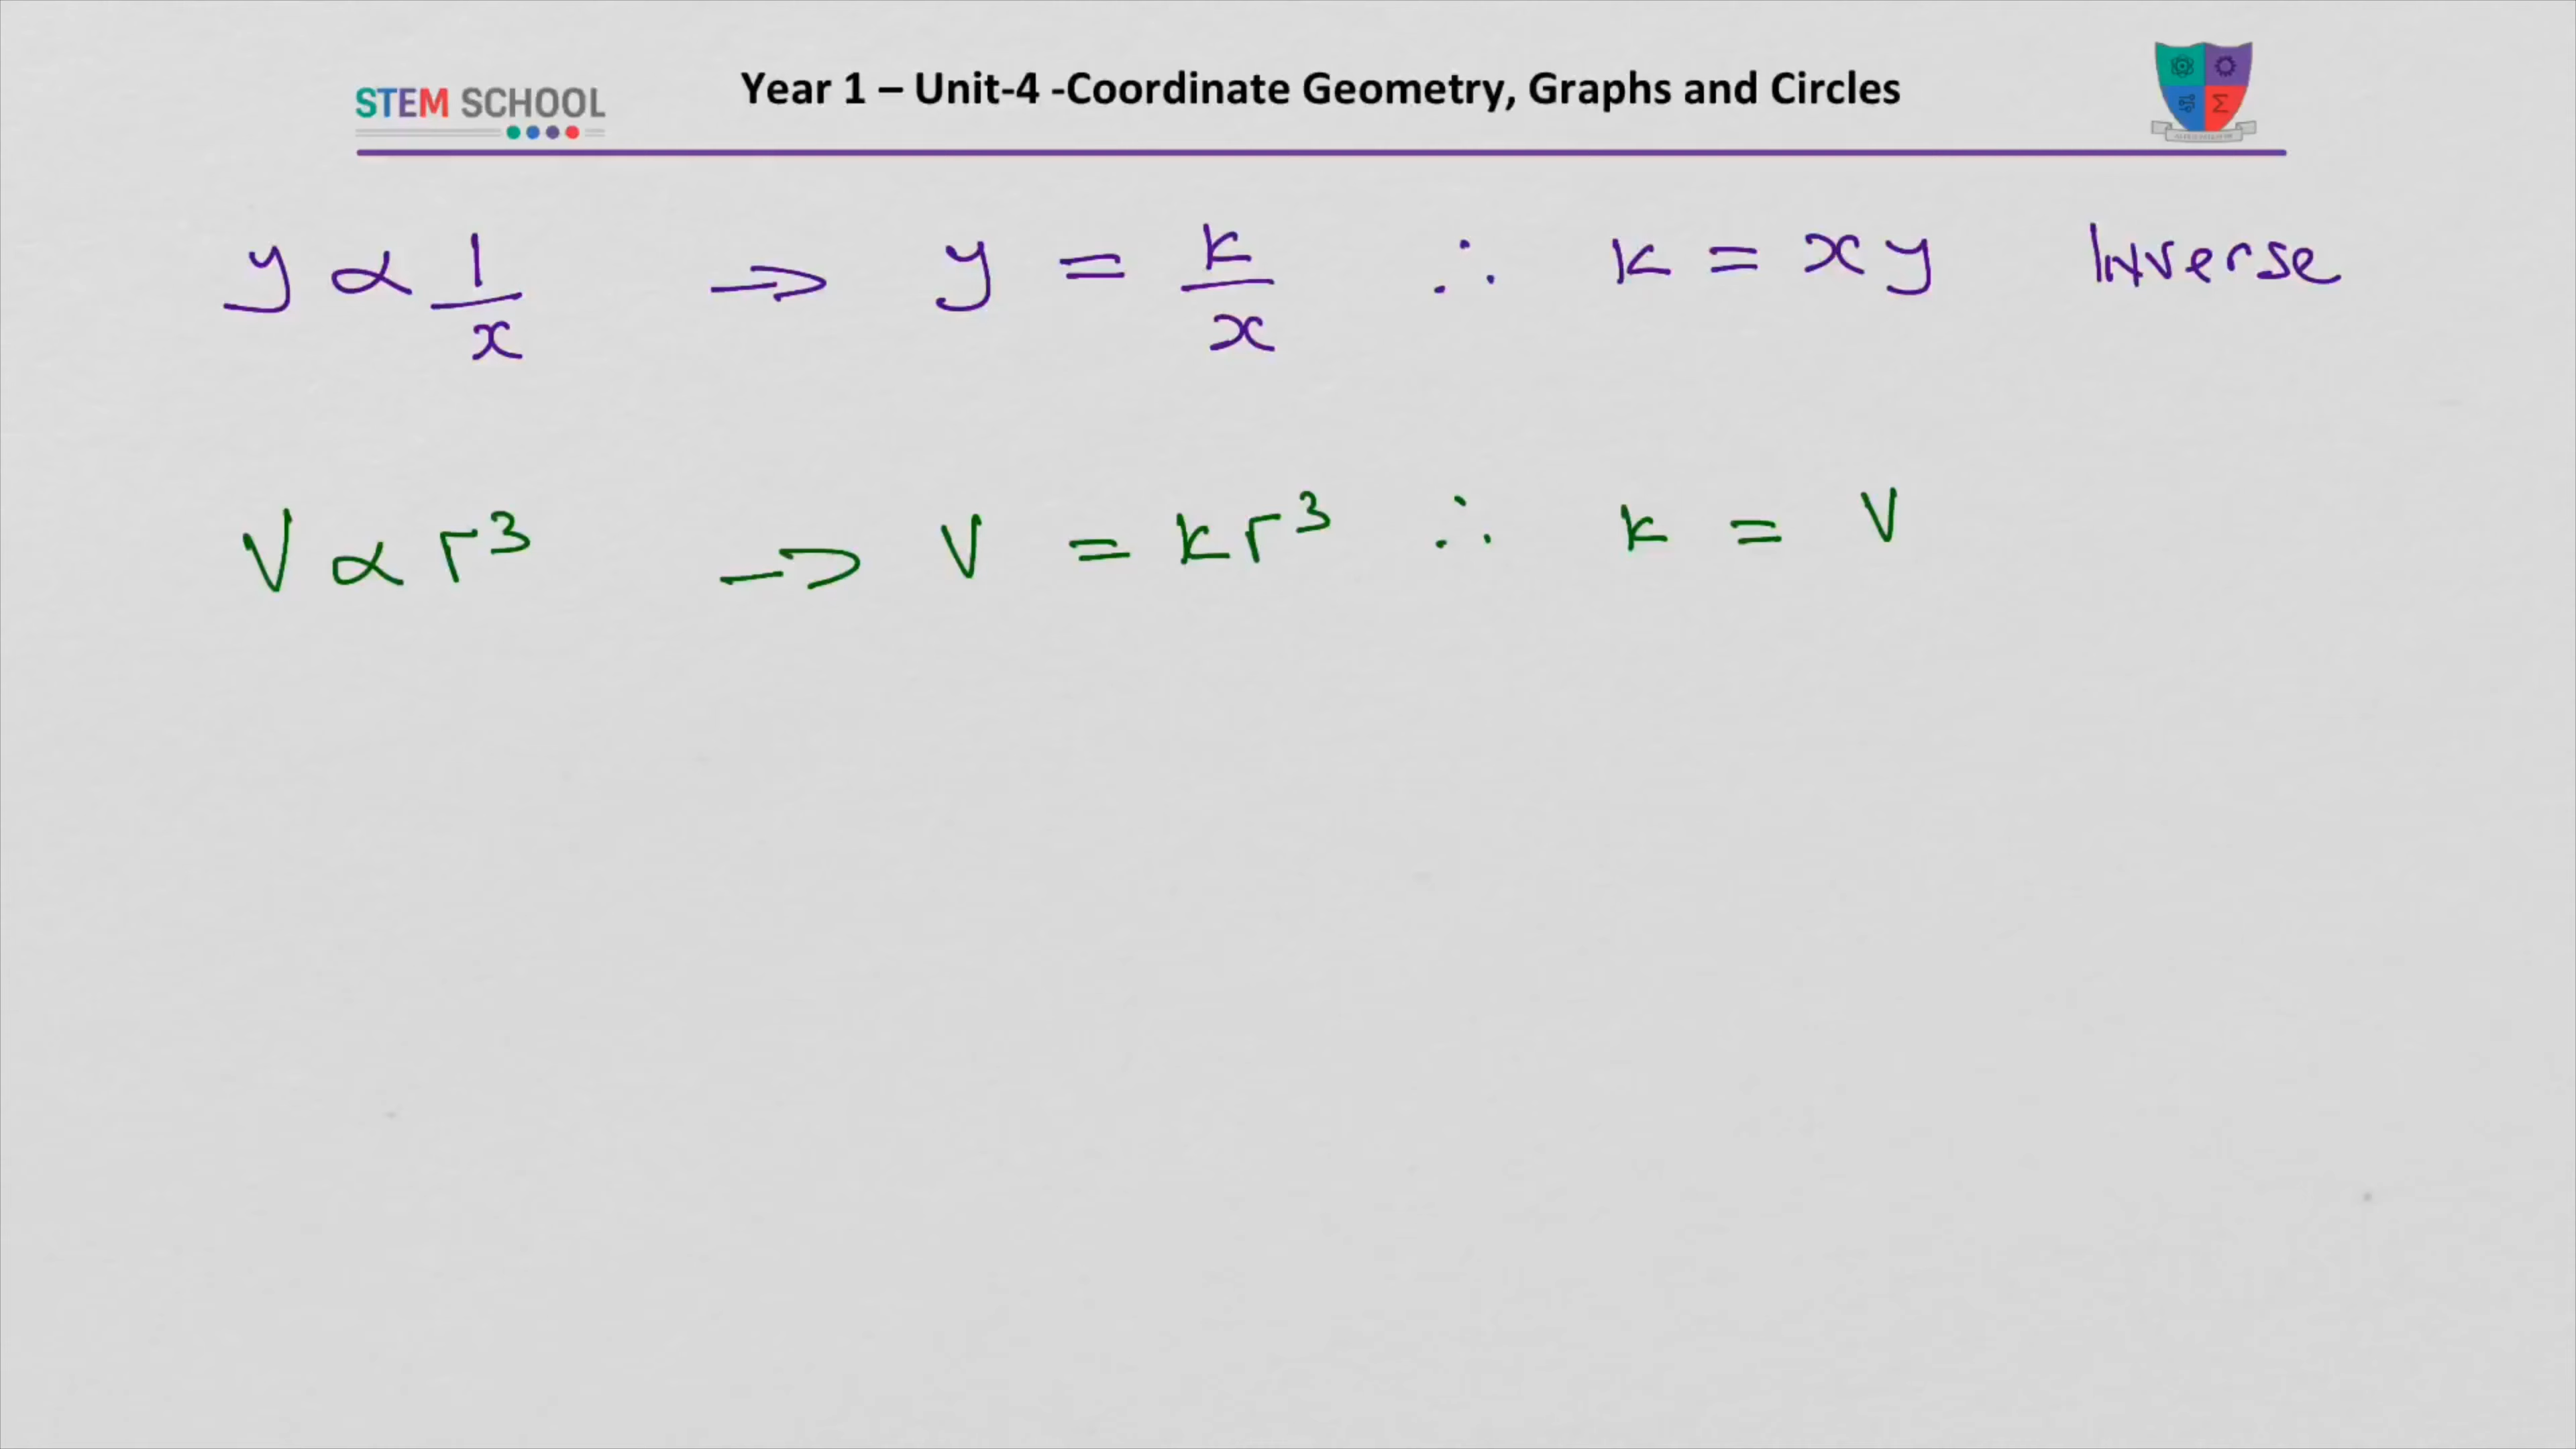 STEM SCHOOL
Year 1 – Unit-4 -Coordinate Geometry, Graphs and Circles
y ∝ 1/x → y = k/x ∴ k = xy Inverse
V ∝ r³ → V = kr³ ∴ k = V